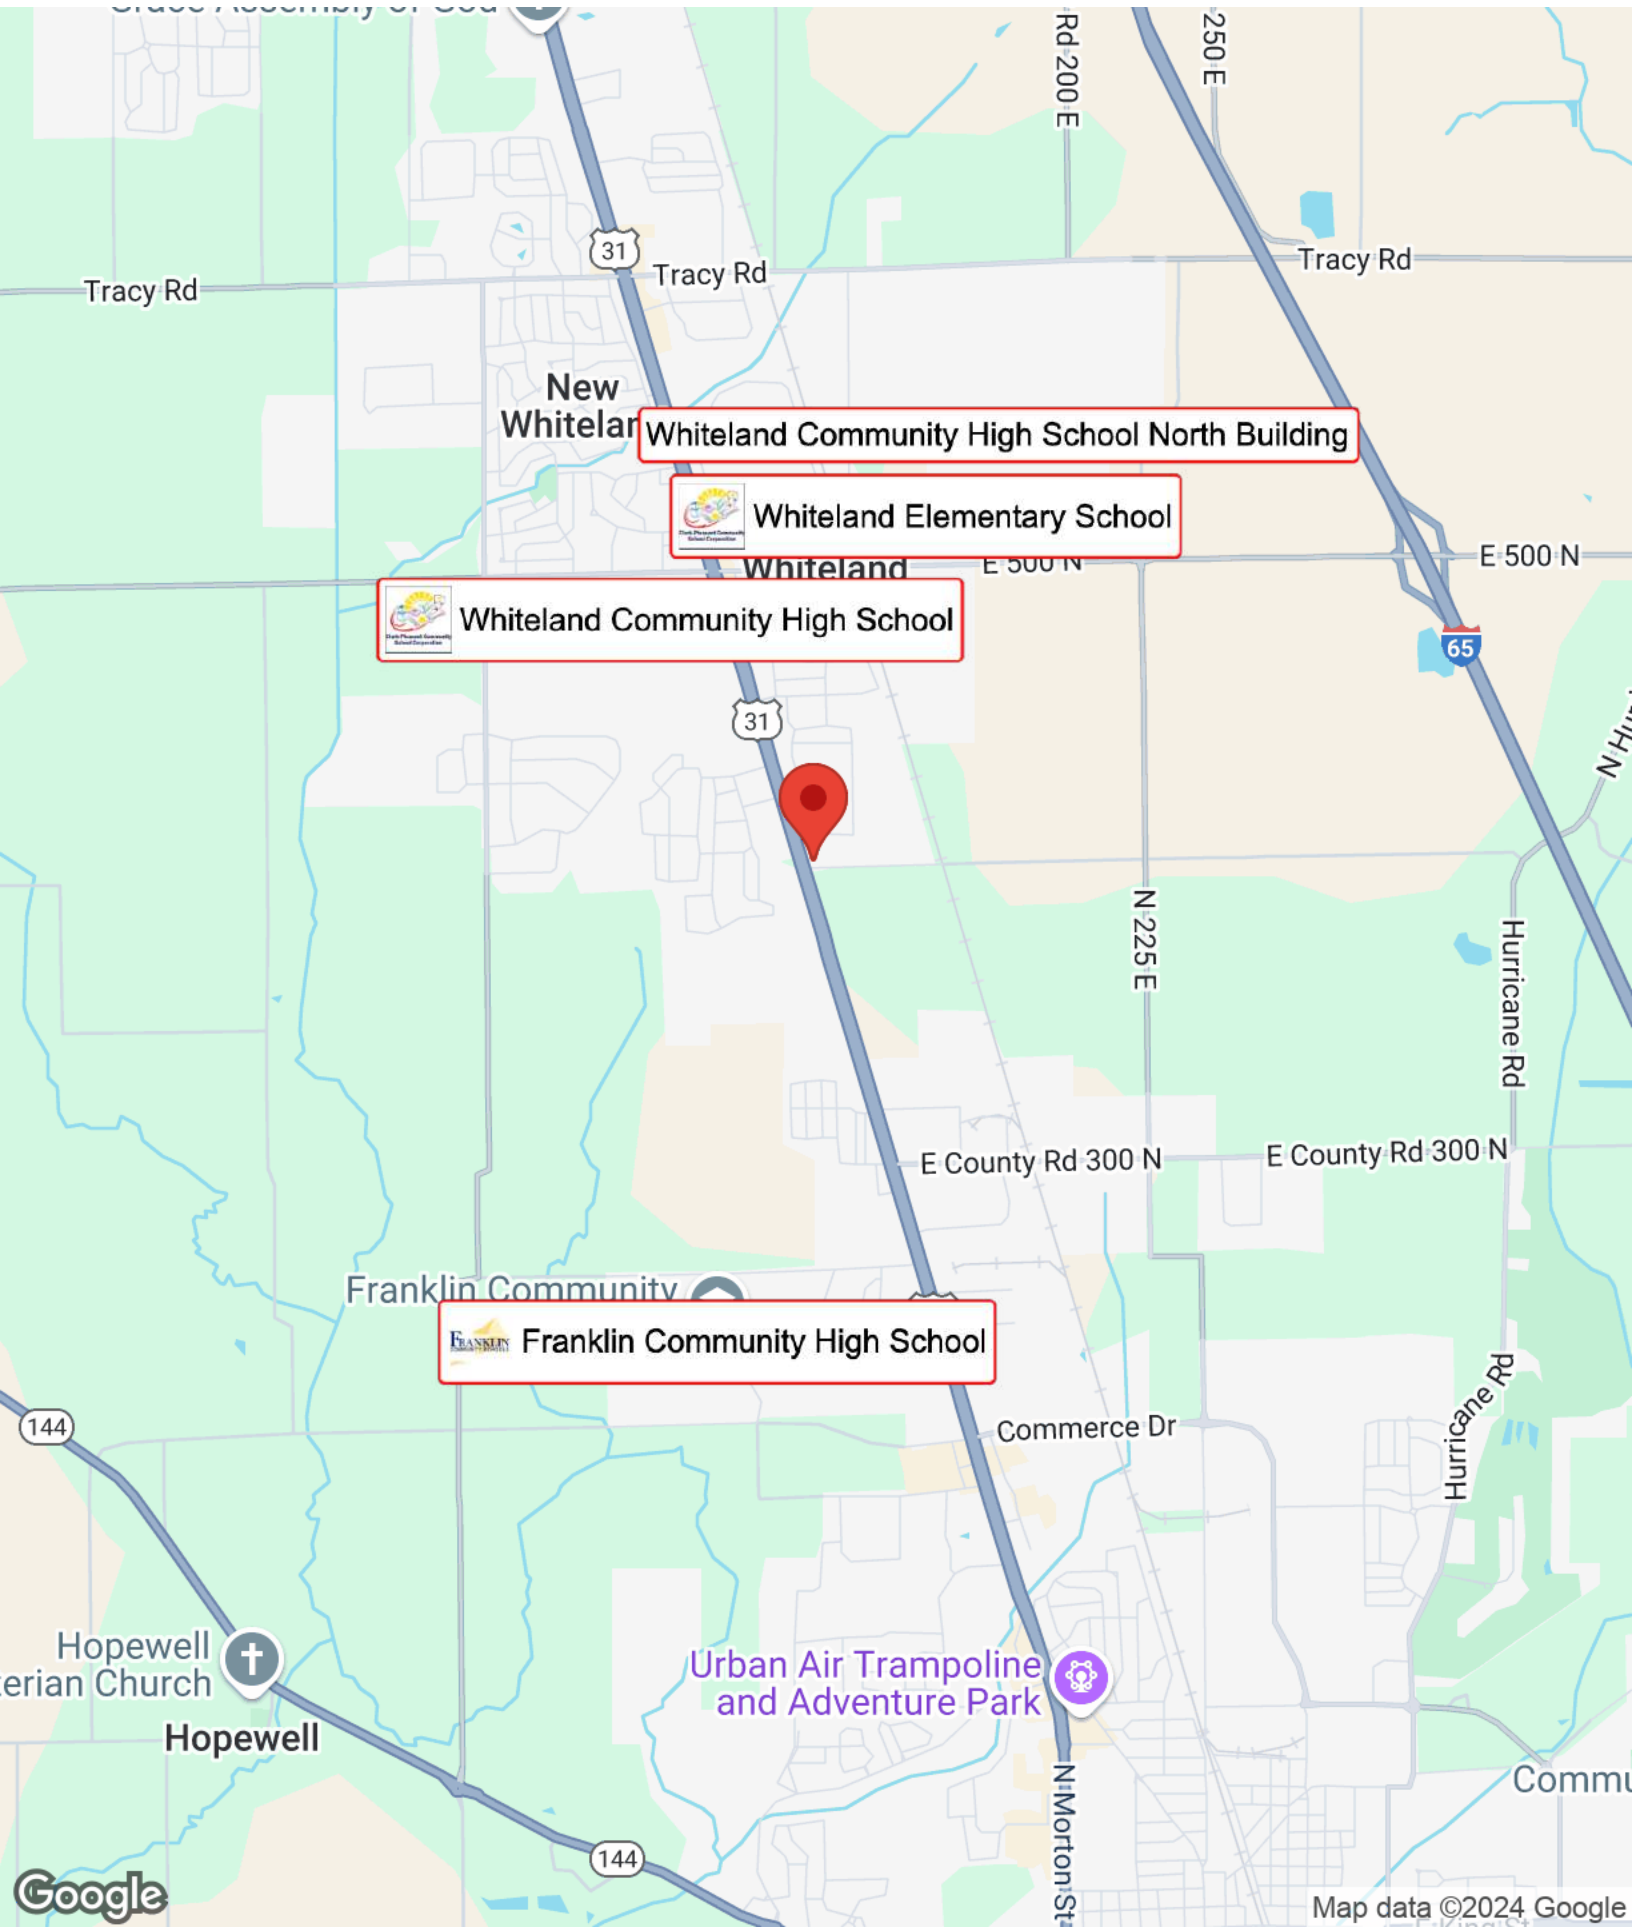 Rd 200 E
250 E
31
Tracy Rd
Tracy Rd
Tracy Rd
New
Whitelan
Whiteland Community High School North Building
Whiteland Elementary School
Whiteland
E 500 N
E 500 N
Whiteland Community High School
65
31
N 225 E
Hurricane Rd
E County Rd 300 N
E County Rd 300 N
Franklin Community
FRANKLIN
Franklin Community High School
Hurricane Rd
144
Commerce Dr
Hopewell
terian Church
Hopewell
Urban Air Trampoline
and Adventure Park
N Morton St
Commu
144
Google
Map data ©2024 Google